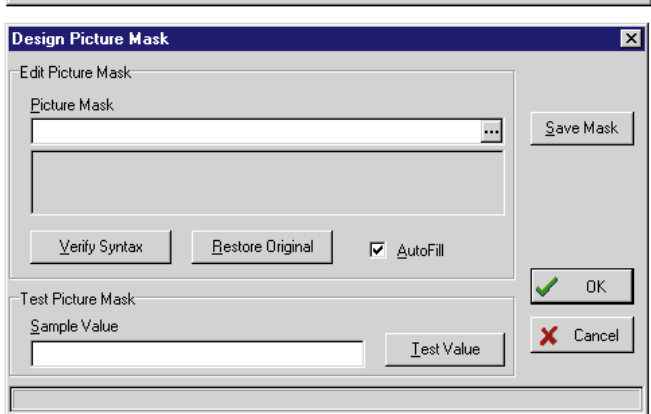 Design Picture Mask
Edit Picture Mask
Picture Mask
...
Save Mask
Verify Syntax
Restore Original
AutoFill
OK
Test Picture Mask
Sample Value
Test Value
Cancel